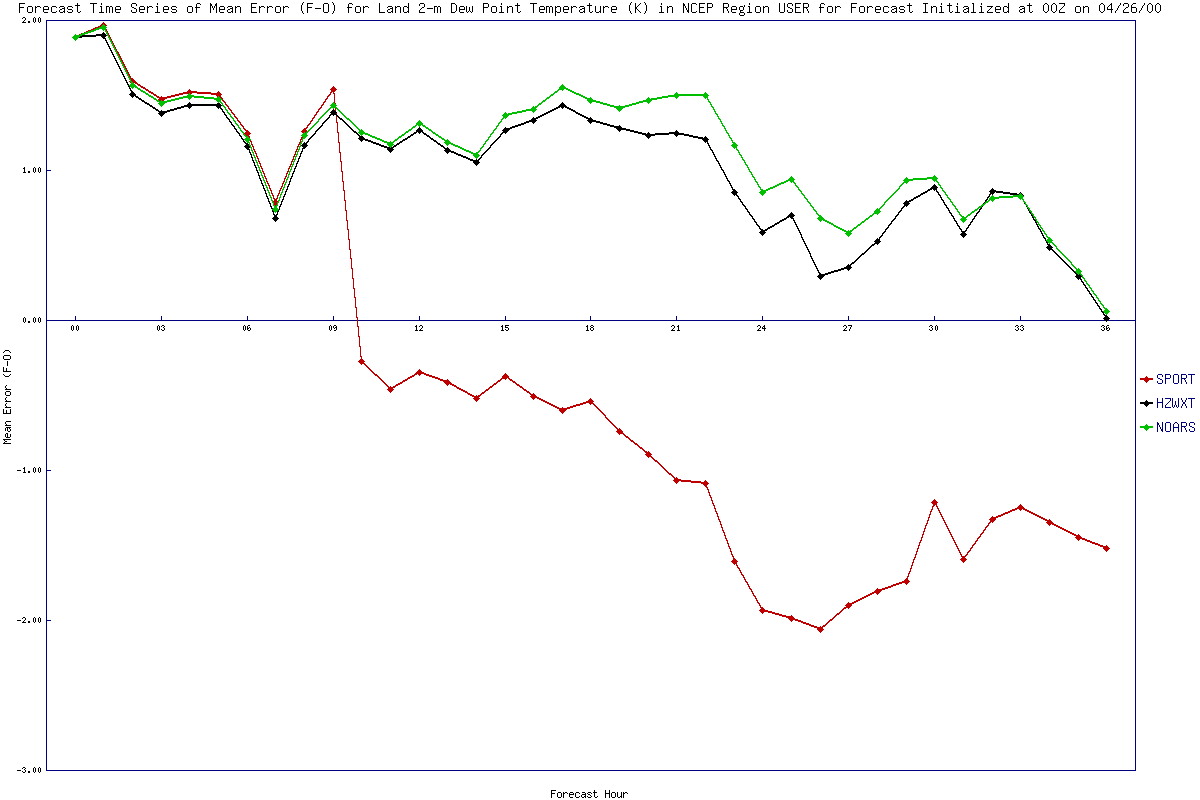 Forecast Time Series of Mean Error (F-O) for Land 2-m Dew Point Temperature (K) in NCEP Region USER for Forecast Initialized at 00Z on 04/26/00
2.00
1.00
0.00
00 03 06 09 12 15 18 21 24 27 30 33 36
Mean Error (F-O)
SPORT
HZWXT
NOARS
-1.00
-2.00
-3.00
Forecast Hour